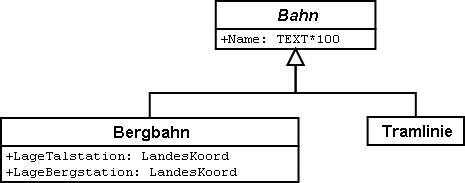 Bahn
+Name: TEXT*100
Bergbahn
Tramlinie
+LageTalstation: LandesKoord
+LageBergstation: LandesKoord